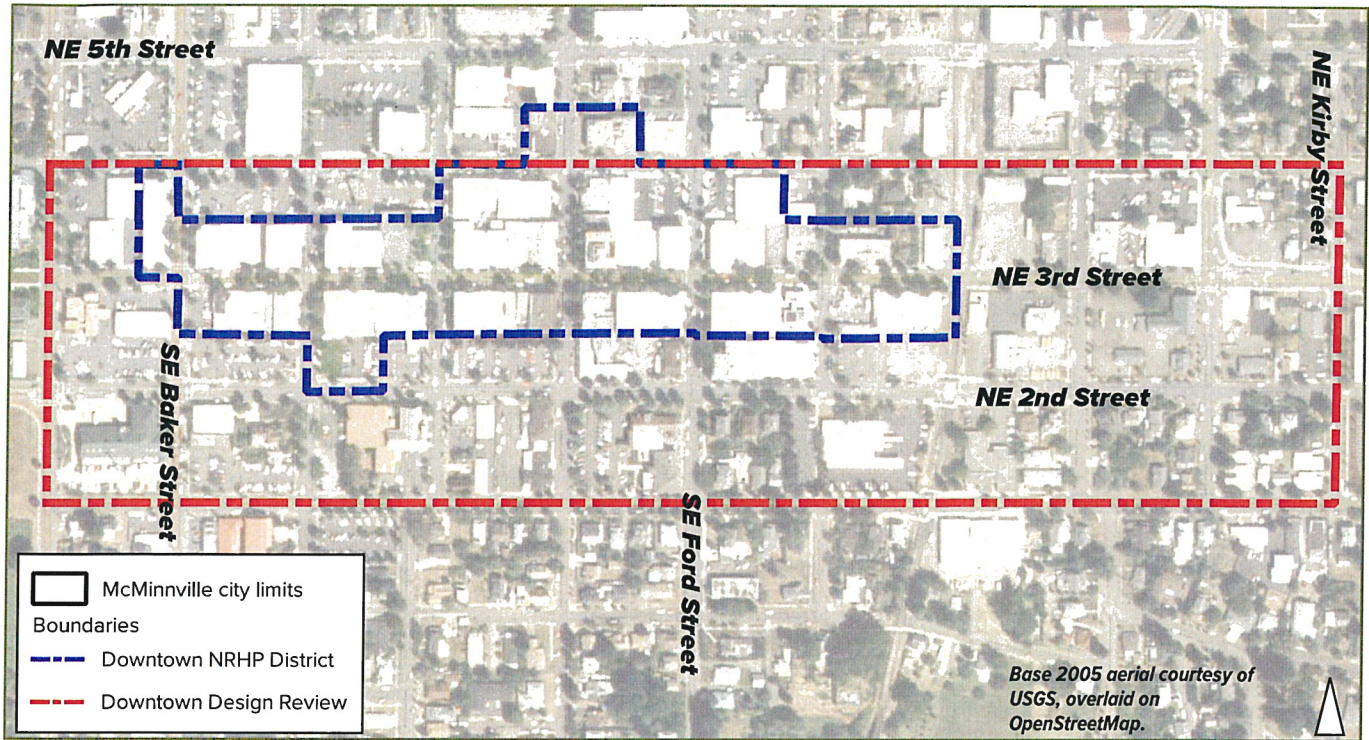 NE 5th Street
NE Kirby Street
NE 3rd Street
NE 2nd Street
SE Baker Street
SE Ford Street
McMinnville city limits
Boundaries
Downtown NRHP District
Downtown Design Review
Base 2005 aerial courtesy of
USGS, overlaid on
OpenStreetMap.